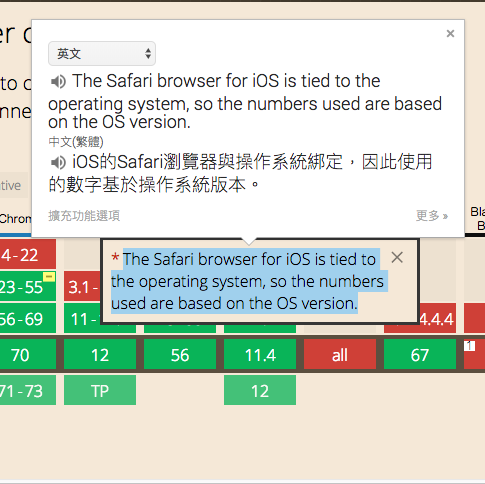 er
×
英文
to
The Safari browser for iOS is tied to the
operating system, so the numbers used are based
on the OS version.
nne
中文(繁體)
iOS的Safari瀏覽器與操作系統綁定，因此使用
的數字基於操作系統版本。
ative
擴充功能選項
更多 »
Chrom
Bla
B
4-22
* The Safari browser for iOS is tied to
the operating system, so the numbers
used are based on the OS version.
×
23-55
3.1-
56-69
11-
4.4.4
70
12
56
11.4
all
67
1
71-73
TP
12